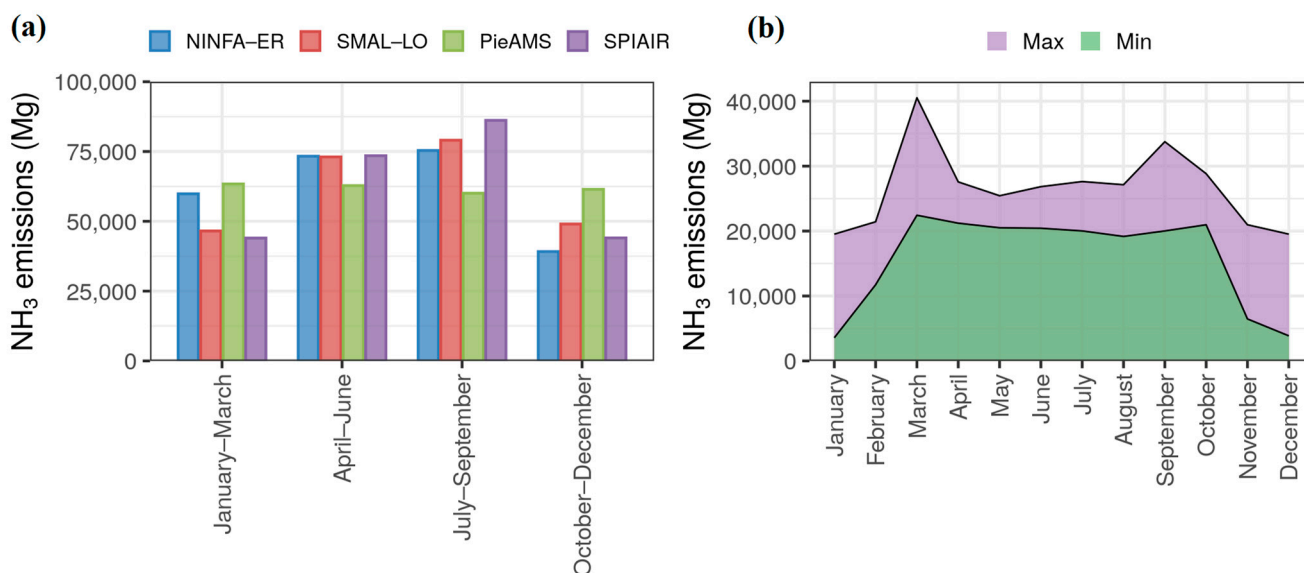 (a)
NINFA–ER SMAL–LO PieAMS SPIAIR
NH3 emissions (Mg)
100,000
75,000
50,000
25,000
0
January–March
April–June
July–September
October–December
(b)
Max Min
NH3 emissions (Mg)
40,000
30,000
20,000
10,000
0
January
February
March
April
May
June
July
August
September
October
November
December